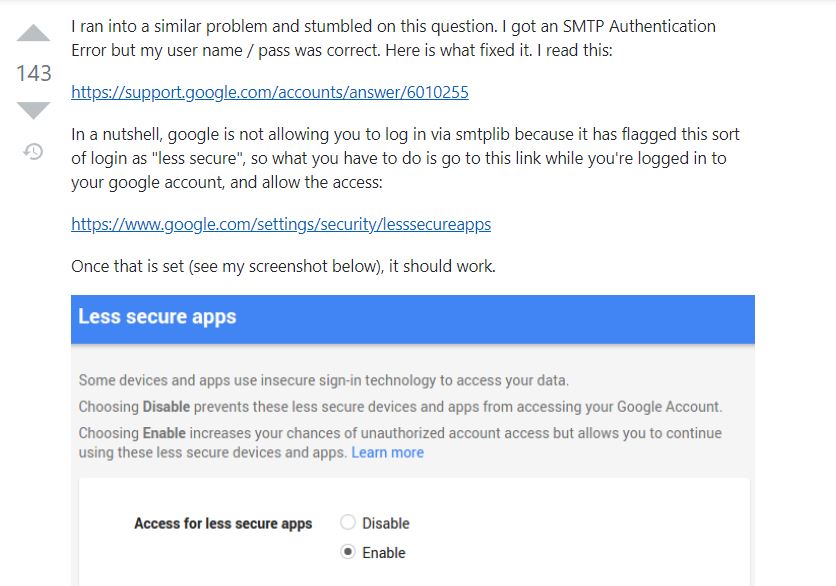 I ran into a similar problem and stumbled on this question. I got an SMTP Authentication
Error but my user name / pass was correct. Here is what fixed it. I read this:
143
https://support.google.com/accounts/answer/6010255
In a nutshell, google is not allowing you to log in via smtplib because it has flagged this sort
of login as "less secure", so what you have to do is go to this link while you're logged in to
your google account, and allow the access:
https://www.google.com/settings/security/lesssecureapps
Once that is set (see my screenshot below), it should work.
Less secure apps
Some devices and apps use insecure sign-in technology to access your data.
Choosing Disable prevents these less secure devices and apps from accessing your Google Account.
Choosing Enable increases your chances of unauthorized account access but allows you to continue
using these less secure devices and apps. Learn more
Access for less secure apps
Disable
Enable